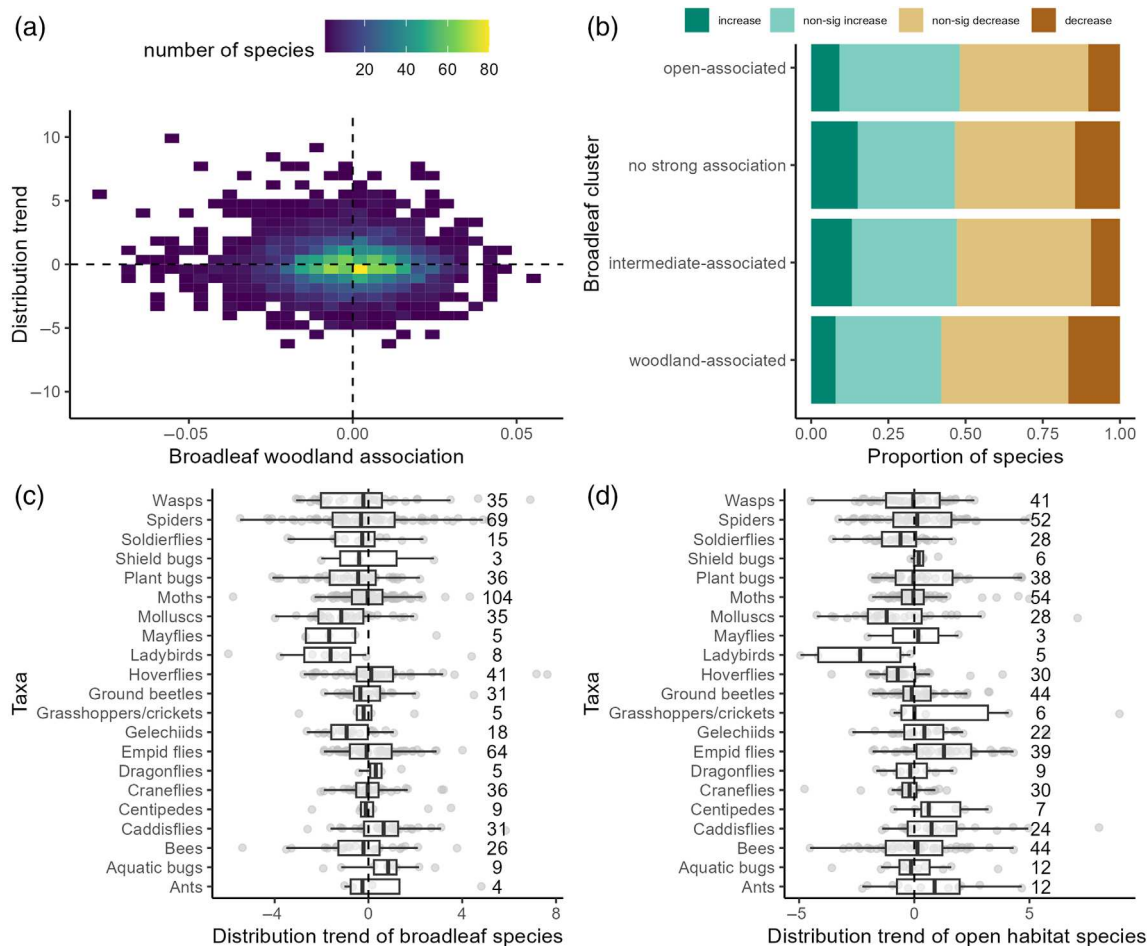 (a)
number of species
20 40 60 80
Distribution trend
10
5
0
−5
−10
−0.05 0.00 0.05
Broadleaf woodland association
(b)
increase non-sig increase non-sig decrease decrease
Broadleaf cluster
open-associated
no strong association
intermediate-associated
woodland-associated
0.00 0.25 0.50 0.75 1.00
Proportion of species
(c)
Taxa
Wasps 35
Spiders 69
Soldierflies 15
Shield bugs 3
Plant bugs 36
Moths 104
Molluscs 35
Mayflies 5
Ladybirds 8
Hoverflies 41
Ground beetles 31
Grasshoppers/crickets 5
Gelechiids 18
Empid flies 64
Dragonflies 5
Craneflies 36
Centipedes 9
Caddisflies 31
Bees 26
Aquatic bugs 9
Ants 4
−4 0 4 8
Distribution trend of broadleaf species
(d)
Taxa
Wasps 41
Spiders 52
Soldierflies 28
Shield bugs 6
Plant bugs 38
Moths 54
Molluscs 28
Mayflies 3
Ladybirds 5
Hoverflies 30
Ground beetles 44
Grasshoppers/crickets 6
Gelechiids 22
Empid flies 39
Dragonflies 9
Craneflies 30
Centipedes 7
Caddisflies 24
Bees 44
Aquatic bugs 12
Ants 12
−5 0 5
Distribution trend of open habitat species